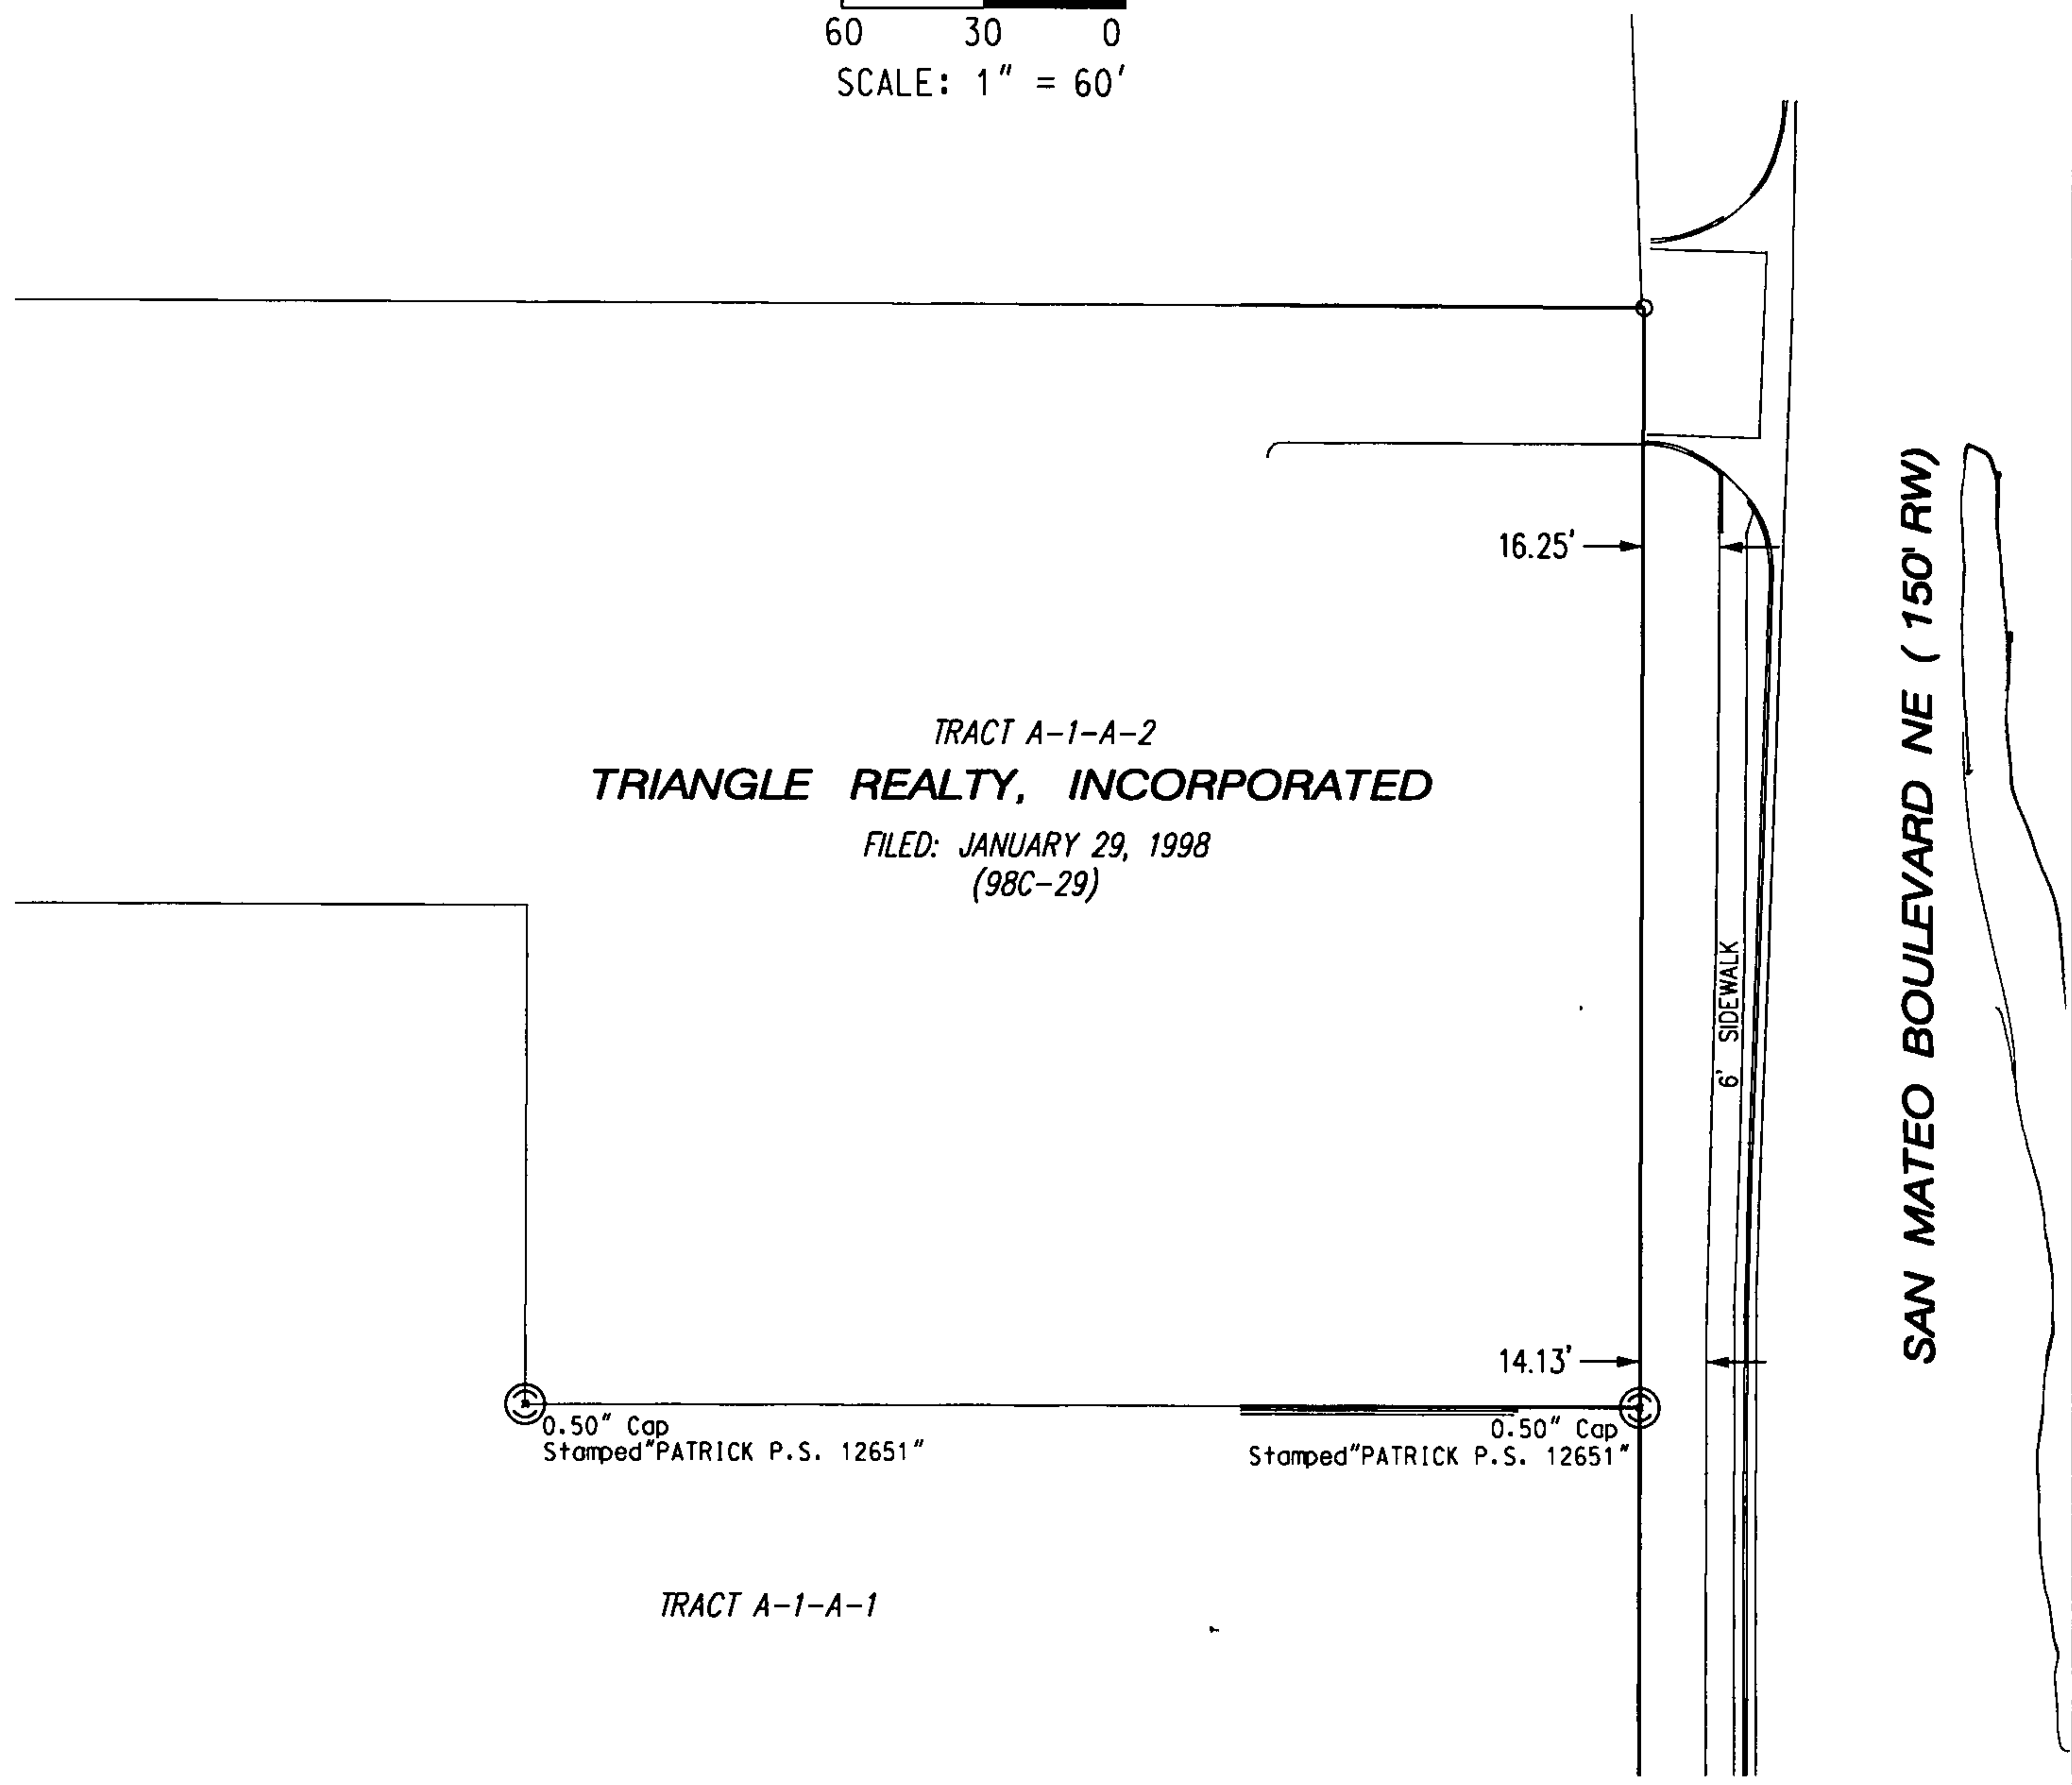 60 30 0
SCALE: 1" = 60'
16.25'
TRACT A-1-A-2
TRIANGLE REALTY, INCORPORATED
FILED: JANUARY 29, 1998
(98C-29)
6' SIDEWALK
SAN MATEO BOULEVARD NE ( 150' RW)
14.13'
0.50" Cap
Stamped"PATRICK P.S. 12651"
0.50" Cap
Stamped"PATRICK P.S. 12651"
TRACT A-1-A-1